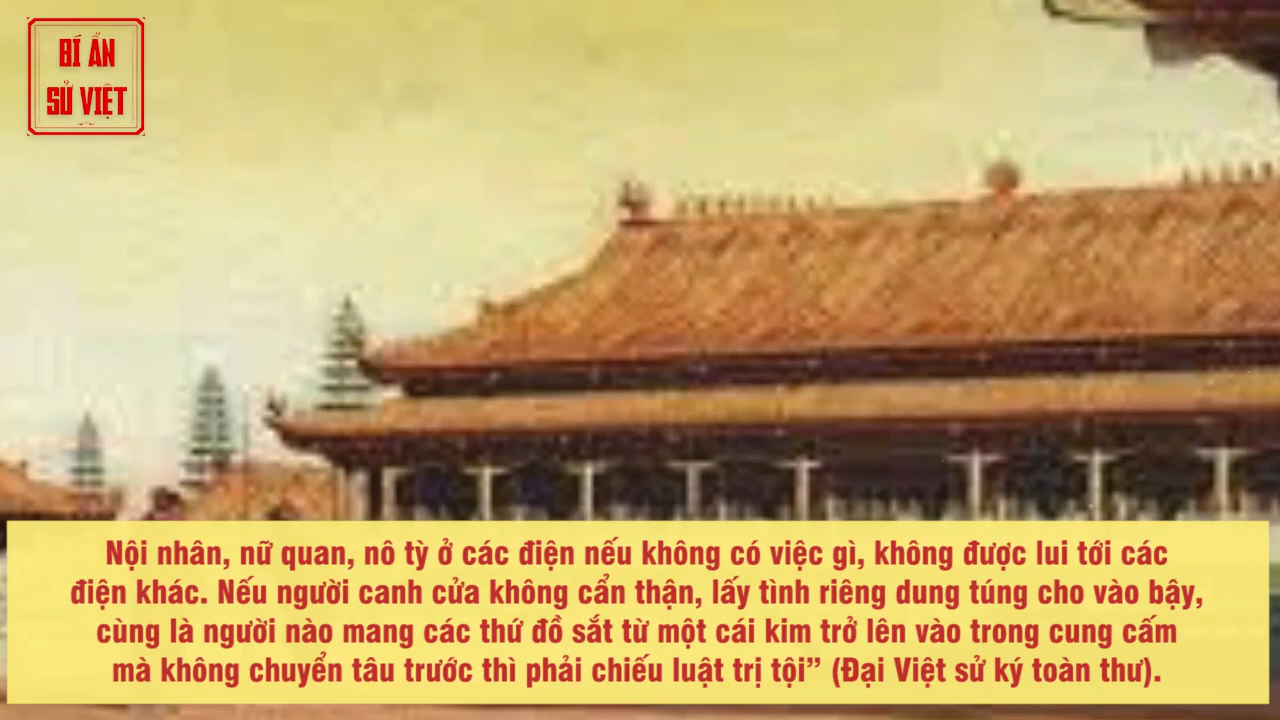 BÍ ẨN
SỬ VIỆT
Nội nhân, nữ quan, nô tỳ ở các điện nếu không có việc gì, không được lui tới các
điện khác. Nếu người canh cửa không cẩn thận, lấy tình riêng dung túng cho vào bậy,
cùng là người nào mang các thứ đồ sắt từ một cái kim trở lên vào trong cung cấm
mà không chuyển tâu trước thì phải chiếu luật trị tội” (Đại Việt sử ký toàn thư).